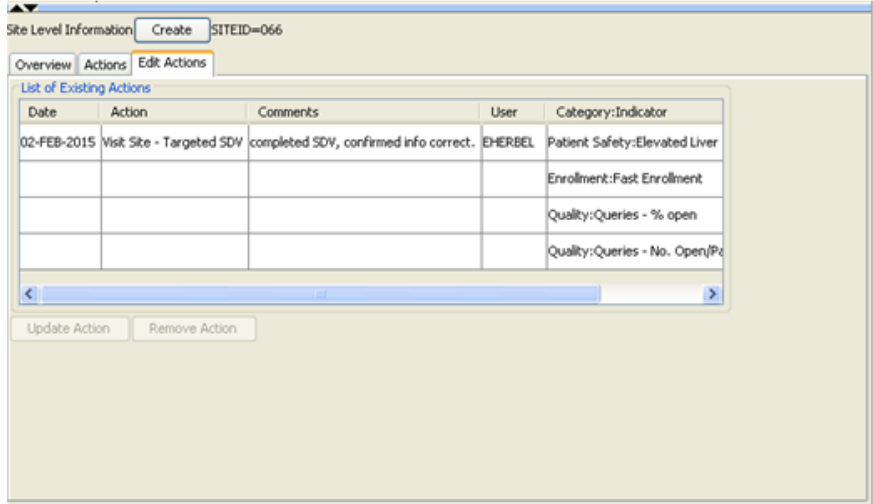 Site Level Information Create SITEID=066
Overview Actions Edit Actions
List of Existing Actions
Date Action Comments User Category:Indicator
02-FEB-2015 Visit Site - Targeted SDV completed SDV, confirmed info correct. EHERBEL Patient Safety:Elevated Liver
Enrollment:Fast Enrollment
Quality:Queries - % open
Quality:Queries - No. Open/Pa
Update Action Remove Action